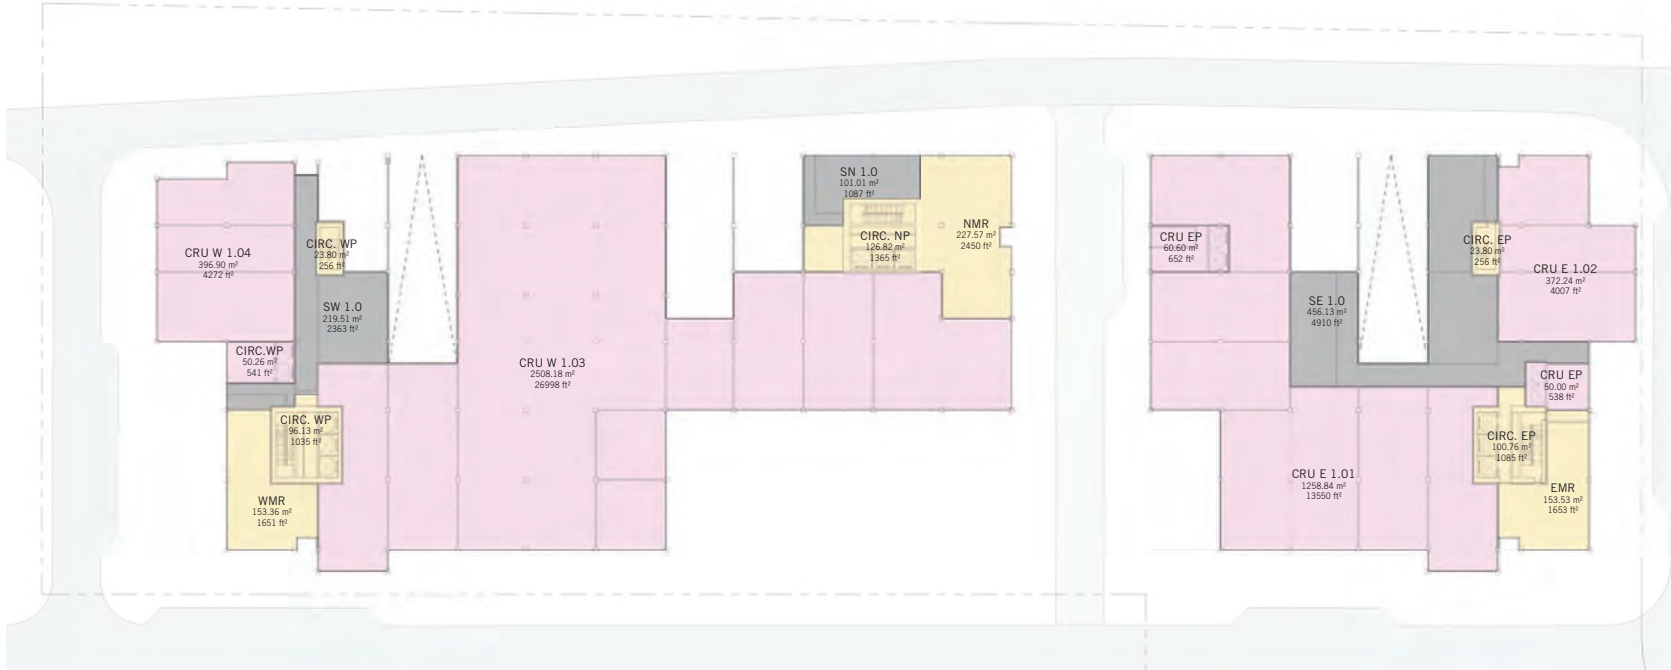 CRU W 1.04
396.90 m²
4272 ft²
CIRC. WP
23.80 m²
256 ft²
SW 1.0
219.51 m²
2363 ft²
CIRC.WP
50.26 m²
541 ft²
CIRC. WP
96.13 m²
1035 ft²
WMR
153.36 m²
1651 ft²
CRU W 1.03
2508.18 m²
26998 ft²
SN 1.0
101.01 m²
1087 ft²
CIRC. NP
126.82 m²
1365 ft²
NMR
227.57 m²
2450 ft²
CRU EP
60.60 m²
652 ft²
SE 1.0
456.13 m²
4910 ft²
CIRC. EP
23.80 m²
256 ft²
CRU E 1.02
372.24 m²
4007 ft²
CRU EP
50.00 m²
538 ft²
CIRC. EP
100.76 m²
1085 ft²
CRU E 1.01
1258.84 m²
13550 ft²
EMR
153.53 m²
1653 ft²